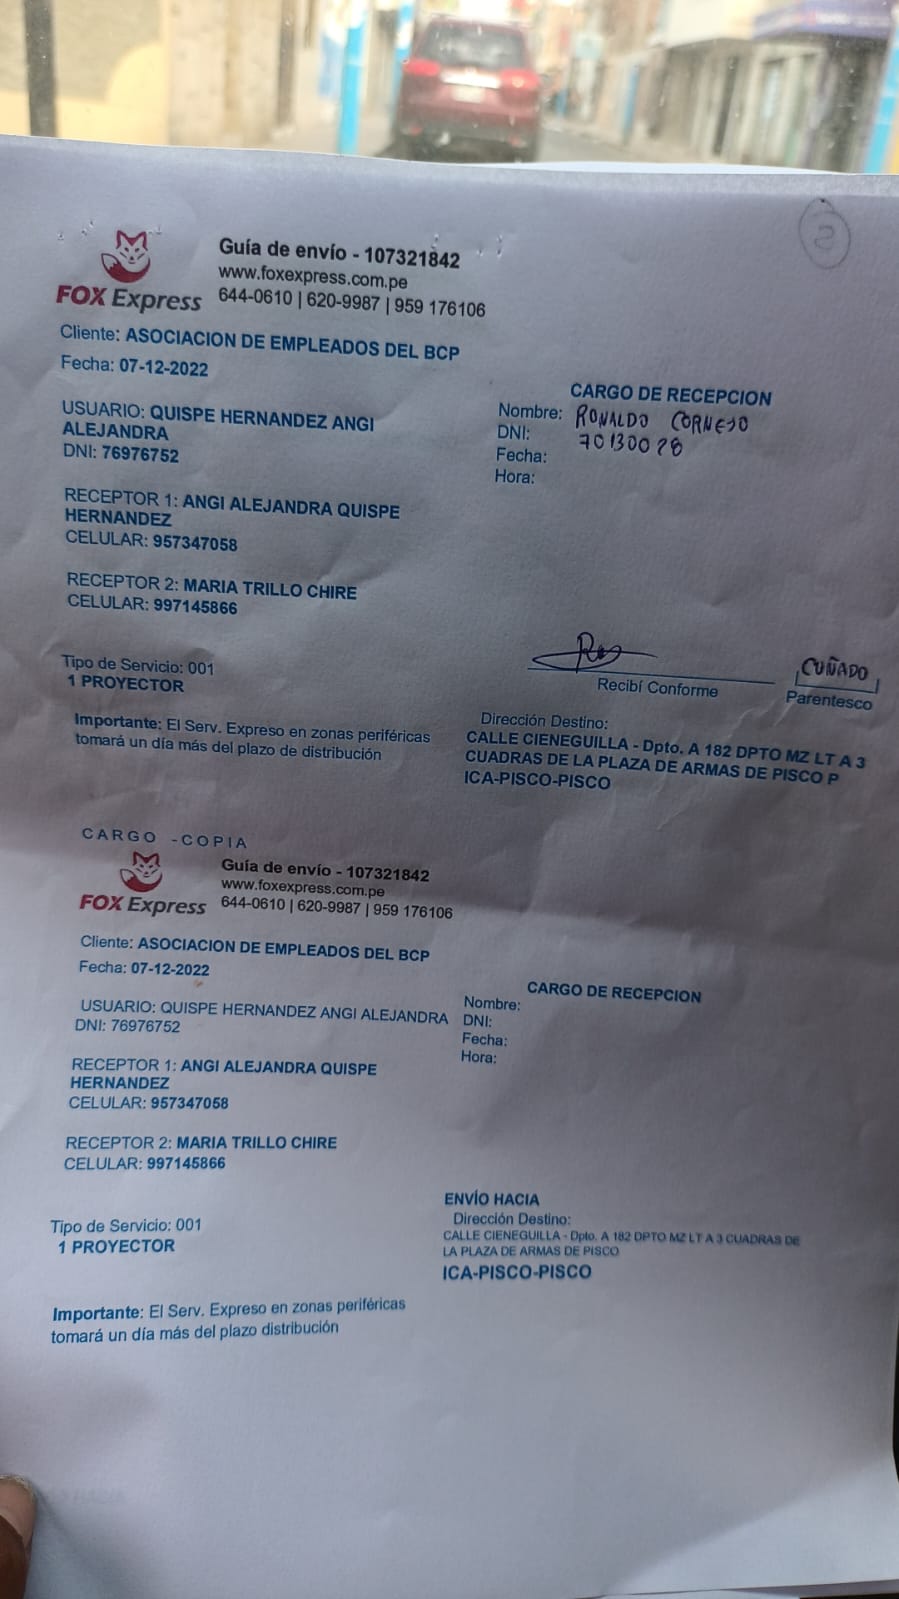 FOX Express
Guía de envío - 107321842
www.foxexpress.com.pe
644-0610 | 620-9987 | 959 176106
Cliente: ASOCIACION DE EMPLEADOS DEL BCP
Fecha: 07-12-2022
USUARIO: QUISPE HERNANDEZ ANGI
ALEJANDRA
DNI: 76976752
CARGO DE RECEPCION
Nombre: RONALDO CORNEJO
DNI: 70130028
Fecha:
Hora:
RECEPTOR 1: ANGI ALEJANDRA QUISPE
HERNANDEZ
CELULAR: 957347058
RECEPTOR 2: MARIA TRILLO CHIRE
CELULAR: 997145866
Tipo de Servicio: 001
1 PROYECTOR
Recibí Conforme
CUÑADO
Parentesco
Importante: El Serv. Expreso en zonas periféricas
tomará un día más del plazo de distribución
Dirección Destino:
CALLE CIENEGUILLA - Dpto. A 182 DPTO MZ LT A 3
CUADRAS DE LA PLAZA DE ARMAS DE PISCO P
ICA-PISCO-PISCO
CARGO -COPIA
FOX Express
Guía de envío - 107321842
www.foxexpress.com.pe
644-0610 | 620-9987 | 959 176106
Cliente: ASOCIACION DE EMPLEADOS DEL BCP
Fecha: 07-12-2022
USUARIO: QUISPE HERNANDEZ ANGI ALEJANDRA
DNI: 76976752
CARGO DE RECEPCION
Nombre:
DNI:
Fecha:
Hora:
RECEPTOR 1: ANGI ALEJANDRA QUISPE
HERNANDEZ
CELULAR: 957347058
RECEPTOR 2: MARIA TRILLO CHIRE
CELULAR: 997145866
Tipo de Servicio: 001
1 PROYECTOR
ENVÍO HACIA
Dirección Destino:
CALLE CIENEGUILLA - Dpto. A 182 DPTO MZ LT A 3 CUADRAS DE
LA PLAZA DE ARMAS DE PISCO
ICA-PISCO-PISCO
Importante: El Serv. Expreso en zonas periféricas
tomará un día más del plazo distribución